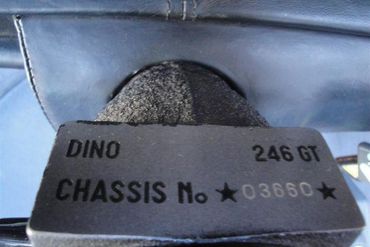 DINO 246 GT
CHASSIS No ★ 03660 ★